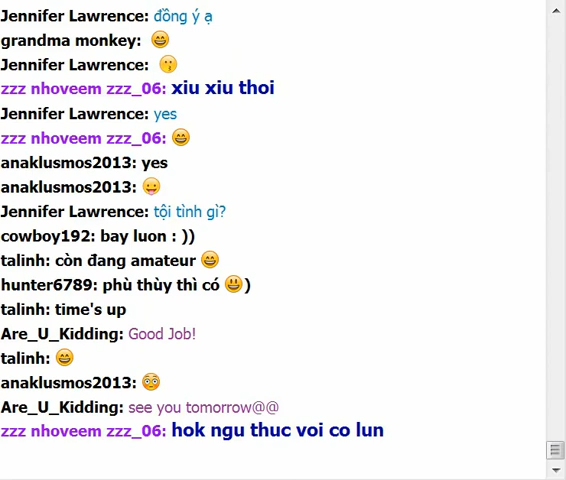 Jennifer Lawrence: đồng ý ạ
grandma monkey: 😄
Jennifer Lawrence: 😗
zzz nhoveem zzz_06: xiu xiu thoi
Jennifer Lawrence: yes
zzz nhoveem zzz_06: 😄
anaklusmos2013: yes
anaklusmos2013: 😛
Jennifer Lawrence: tội tình gì?
cowboy192: bay luon : ))
talinh: còn đang amateur 😄
hunter6789: phù thùy thì có 😃)
talinh: time's up
Are_U_Kidding: Good Job!
talinh: 😄
anaklusmos2013: 😳
Are_U_Kidding: see you tomorrow@@
zzz nhoveem zzz_06: hok ngu thuc voi co lun